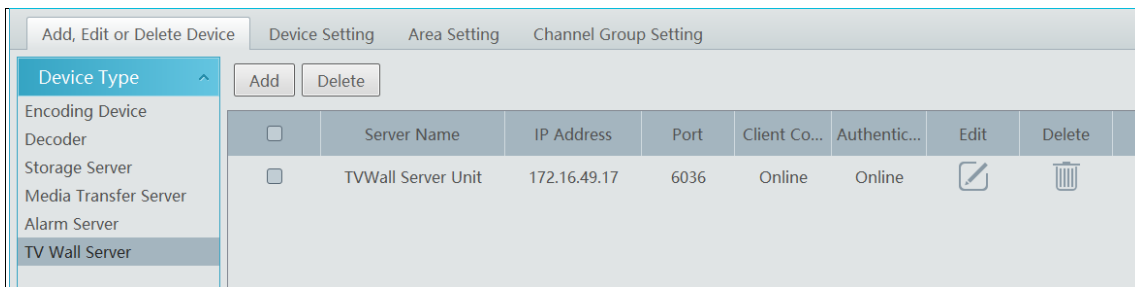 Add, Edit or Delete Device Device Setting Area Setting Channel Group Setting
Device Type
Add Delete
Encoding Device
Decoder
Storage Server
Media Transfer Server
Alarm Server
TV Wall Server
Server Name IP Address Port Client Co... Authentic... Edit Delete
TVWall Server Unit 172.16.49.17 6036 Online Online